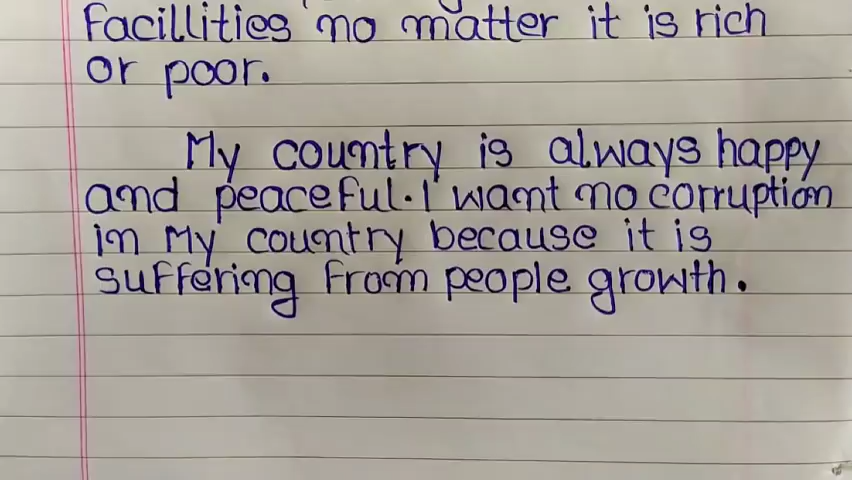 Facillities no matter it is rich
or poor.
My country is always happy
and peaceful. I want no corruption
in My country because it is
suffering from people growth.